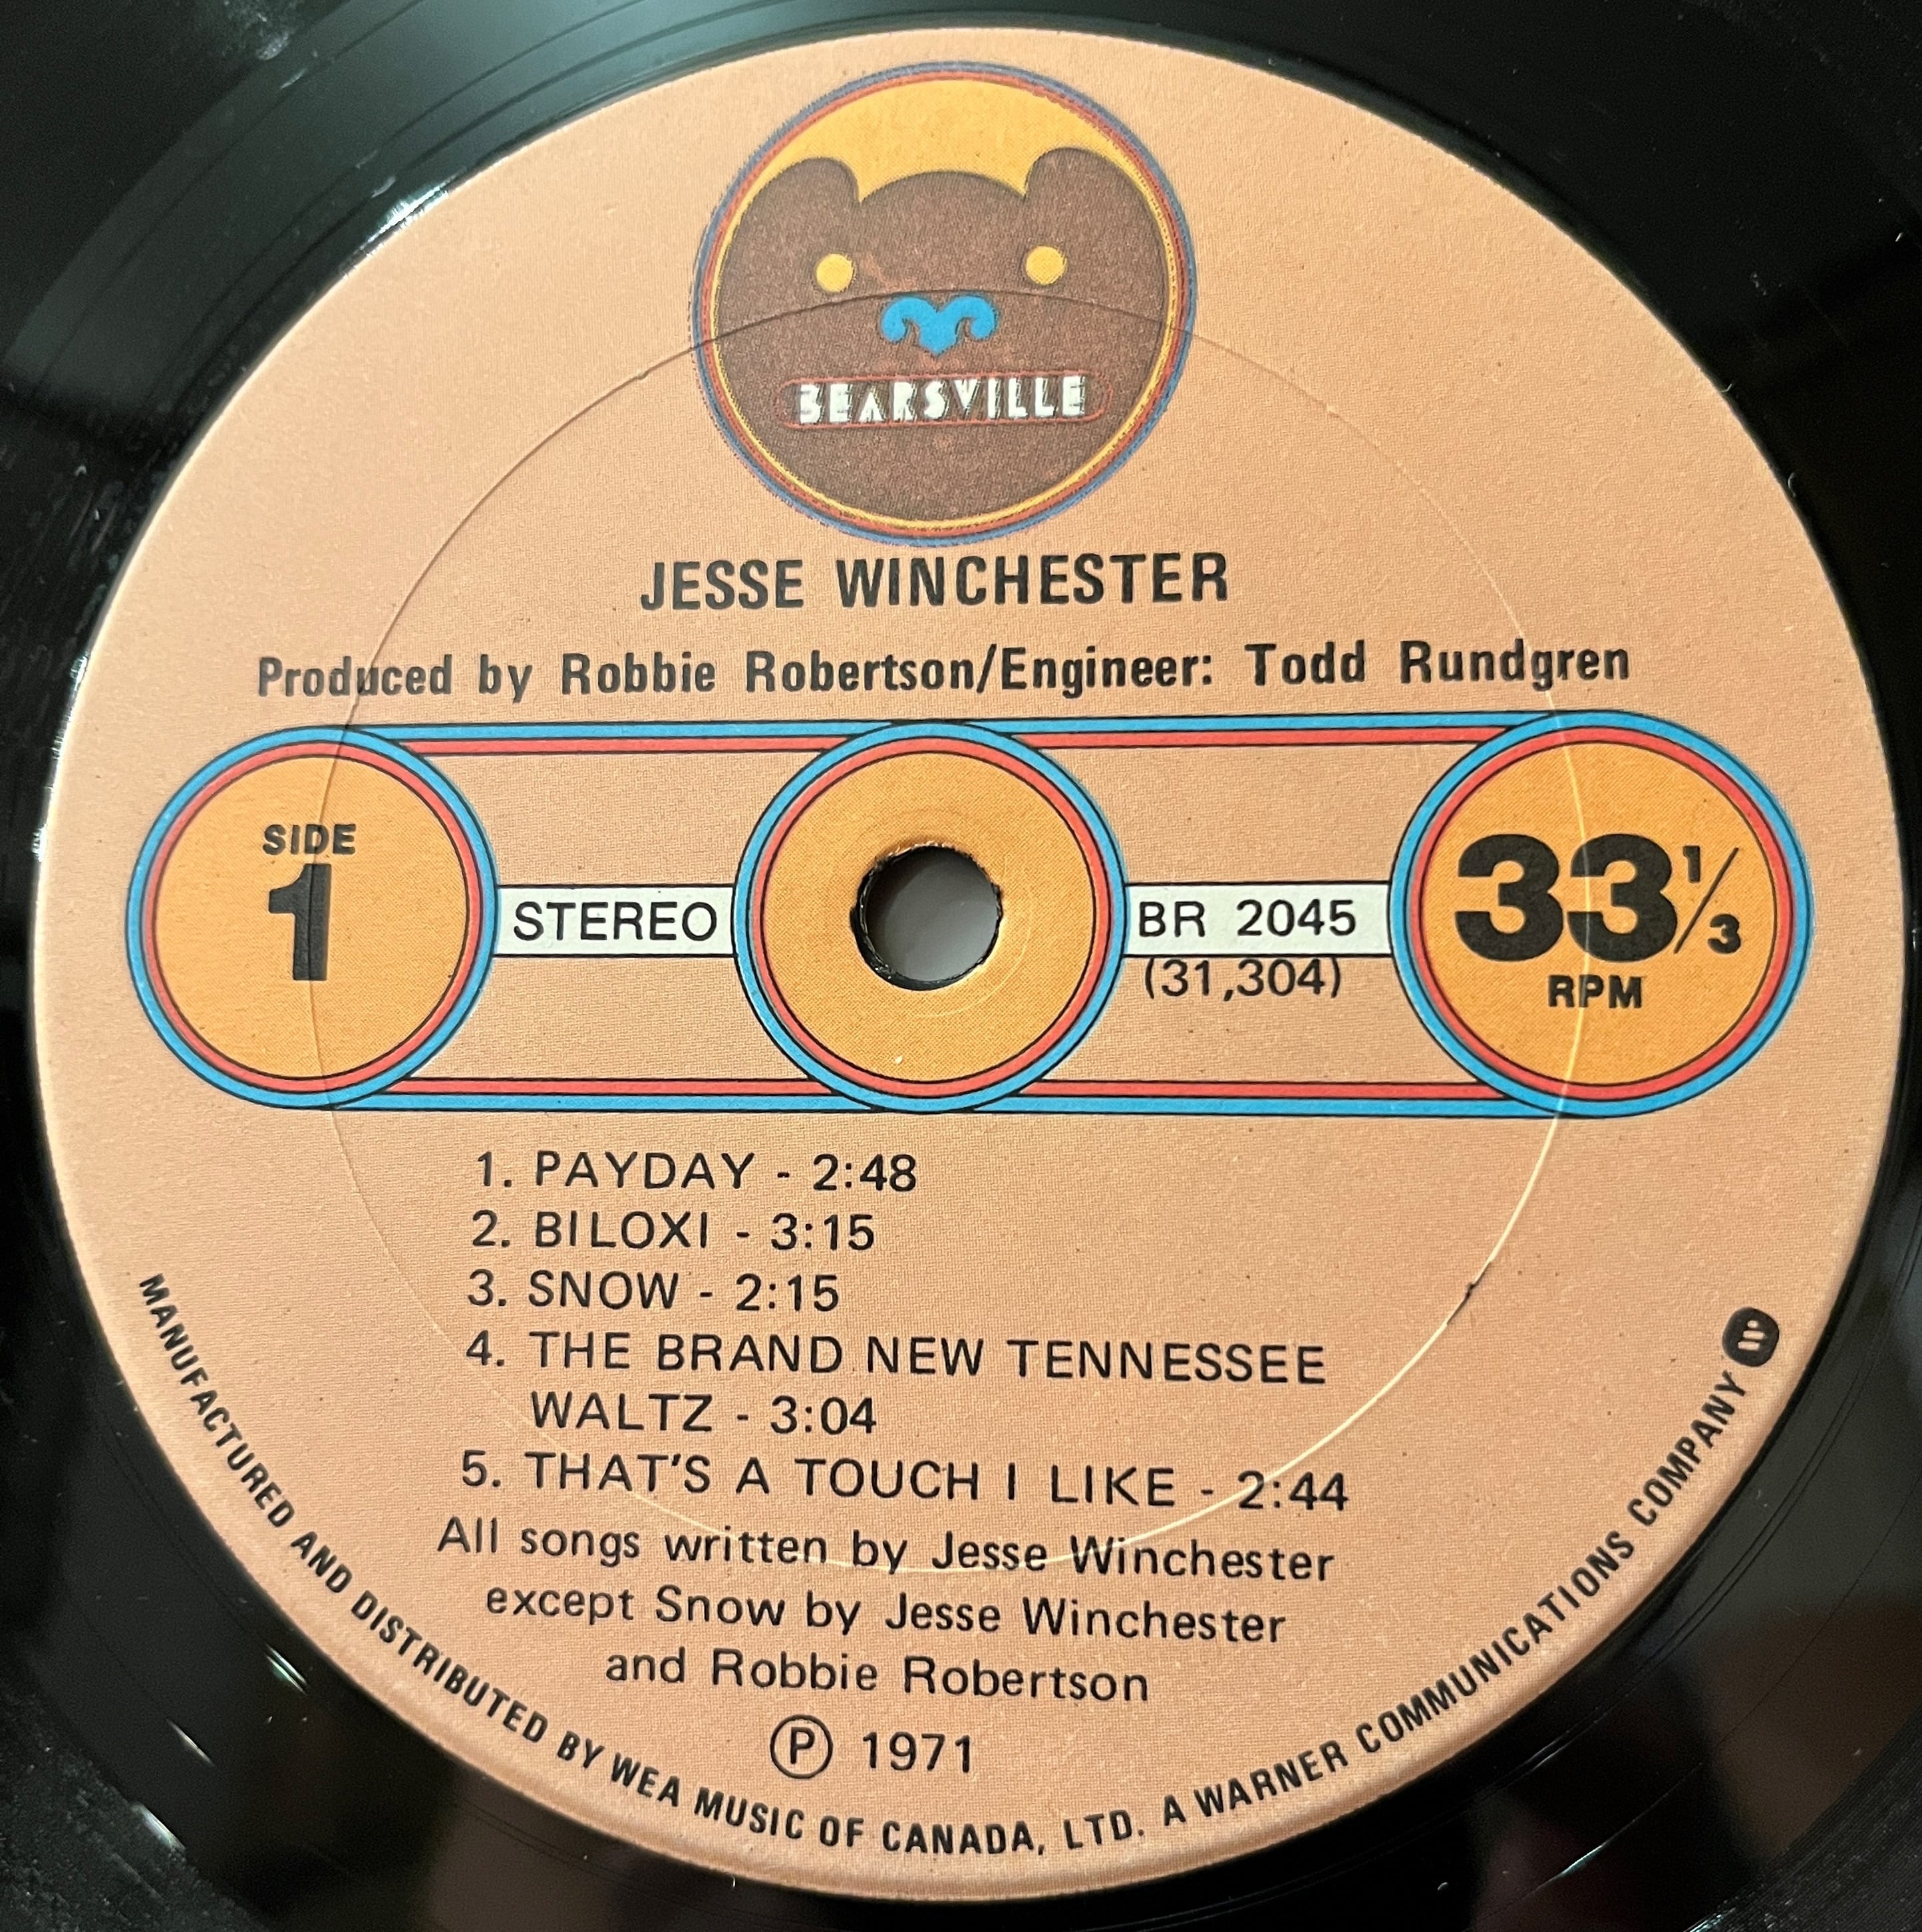 BEARSVILLE
JESSE WINCHESTER
Produced by Robbie Robertson/Engineer: Todd Rundgren
SIDE
1
STEREO
BR 2045
(31,304)
33 1/3
RPM
1. PAYDAY - 2:48
2. BILOXI - 3:15
3. SNOW - 2:15
4. THE BRAND NEW TENNESSEE
WALTZ - 3:04
5. THAT'S A TOUCH I LIKE - 2:44
All songs written by Jesse Winchester
except Snow by Jesse Winchester
and Robbie Robertson
℗ 1971
MANUFACTURED AND DISTRIBUTED BY WEA MUSIC OF CANADA, LTD. A WARNER COMMUNICATIONS COMPANY